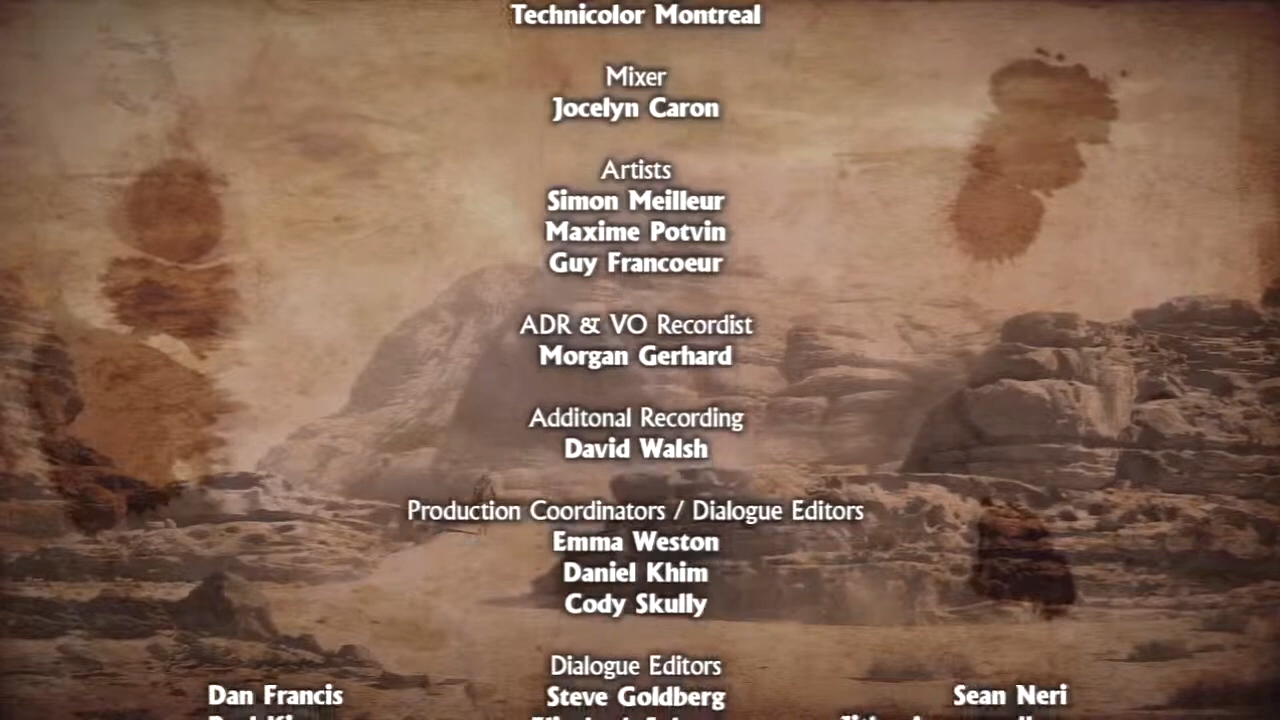 Technicolor Montreal
Mixer
Jocelyn Caron
Artists
Simon Meilleur
Maxime Potvin
Guy Francoeur
ADR & VO Recordist
Morgan Gerhard
Additonal Recording
David Walsh
Production Coordinators / Dialogue Editors
Emma Weston
Daniel Khim
Cody Skully
Dialogue Editors
Dan Francis Steve Goldberg Sean Neri